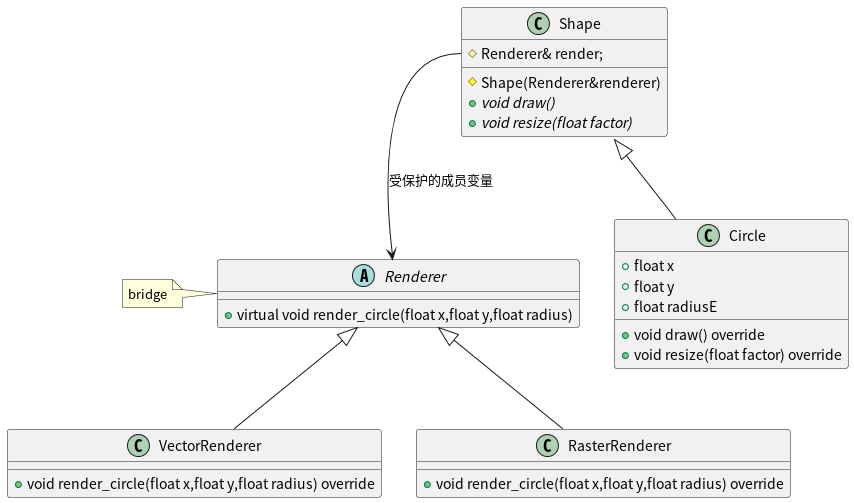 C Shape
Renderer& render;
Shape(Renderer&renderer)
void draw()
void resize(float factor)
受保护的成员变量
C Circle
float x
float y
float radiusE
void draw() override
void resize(float factor) override
bridge
A Renderer
virtual void render_circle(float x,float y,float radius)
C VectorRenderer
void render_circle(float x,float y,float radius) override
C RasterRenderer
void render_circle(float x,float y,float radius) override